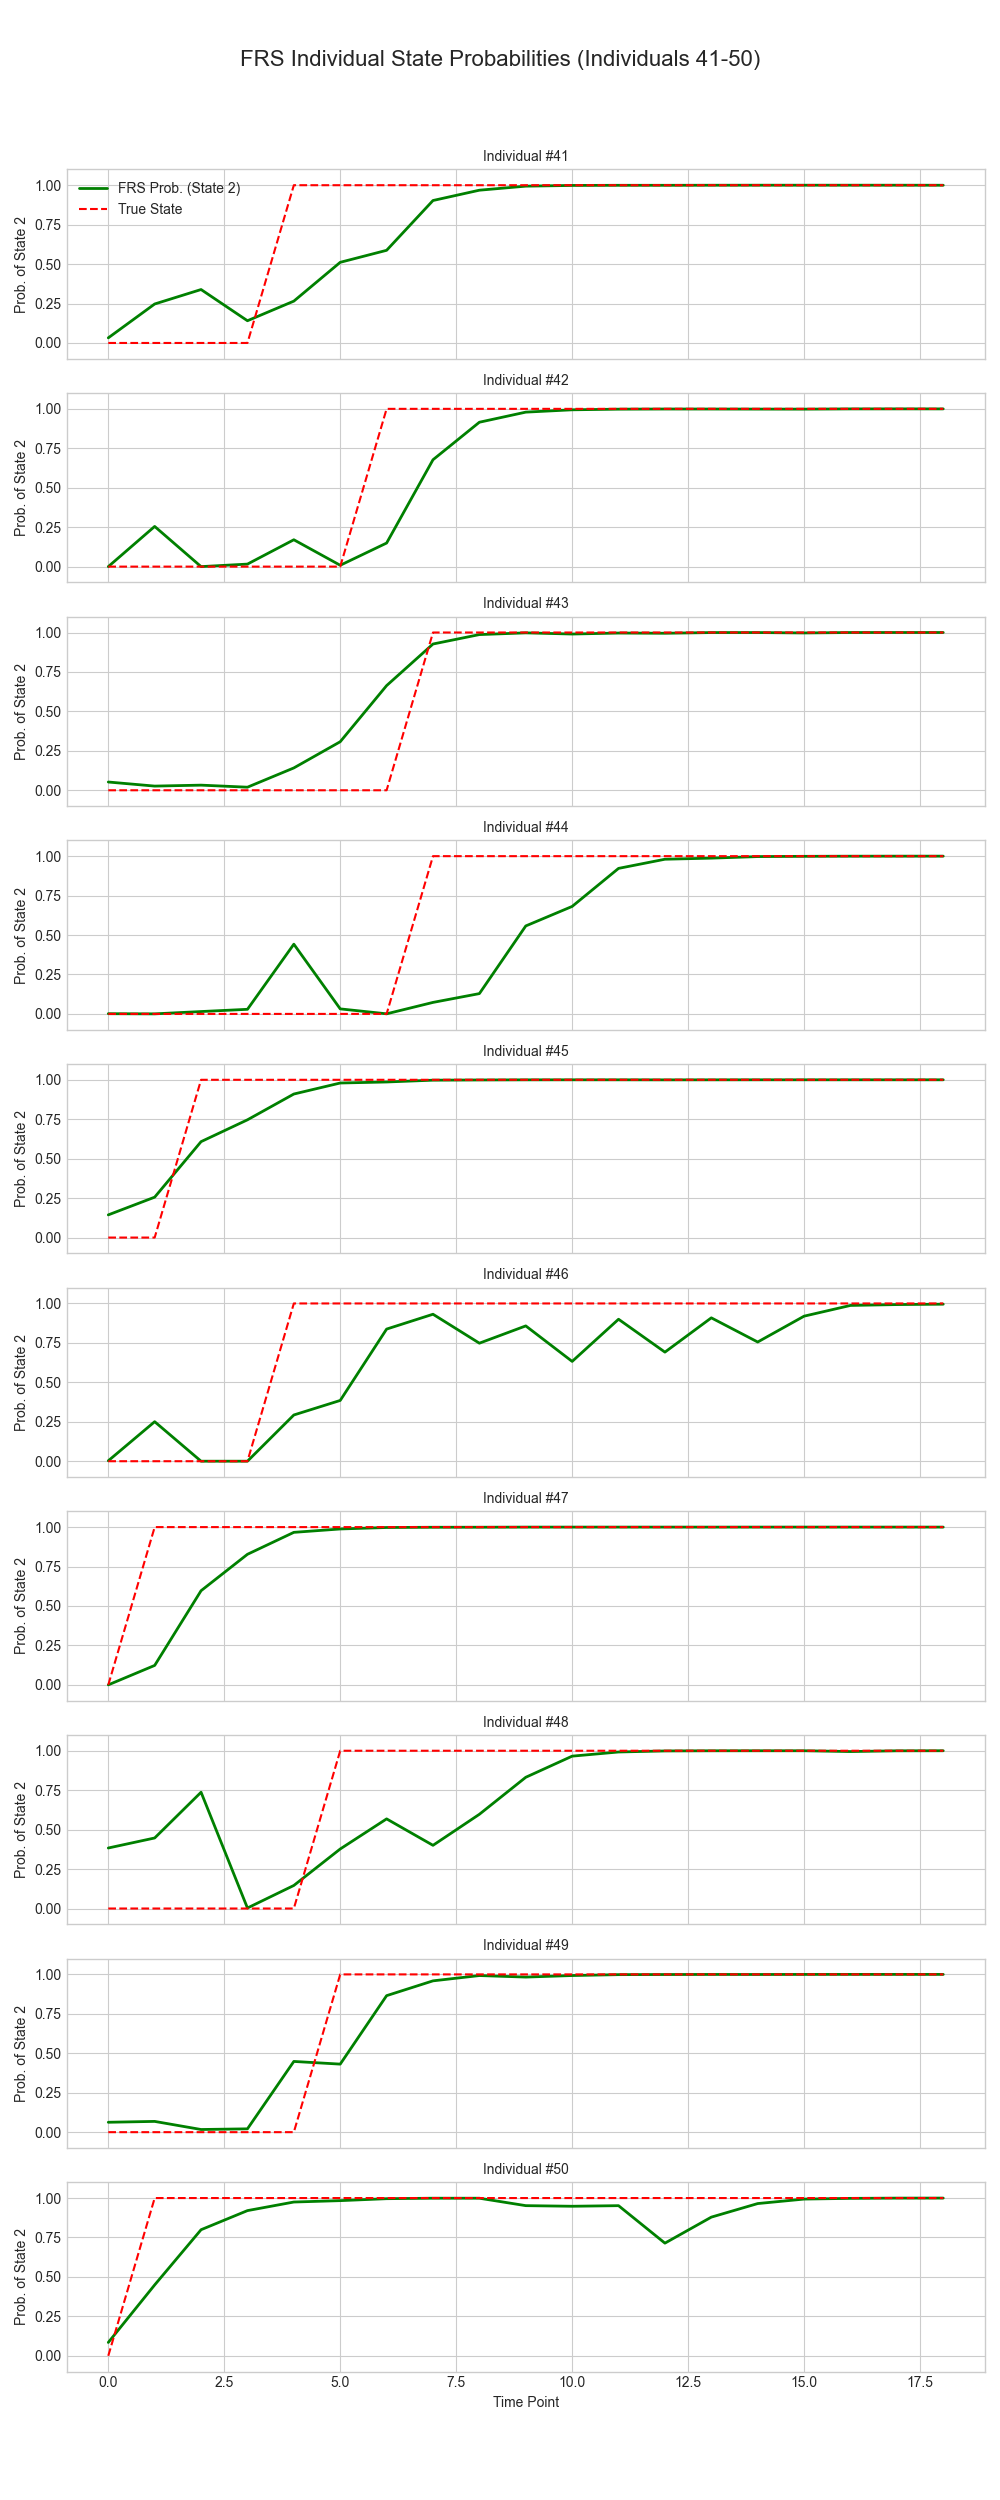 FRS Individual State Probabilities (Individuals 41-50)
Individual #41
1.00
0.75
0.50
0.25
0.00
Prob. of State 2
FRS Prob. (State 2)
True State
Individual #42
1.00
0.75
0.50
0.25
0.00
Prob. of State 2
Individual #43
1.00
0.75
0.50
0.25
0.00
Prob. of State 2
Individual #44
1.00
0.75
0.50
0.25
0.00
Prob. of State 2
Individual #45
1.00
0.75
0.50
0.25
0.00
Prob. of State 2
Individual #46
1.00
0.75
0.50
0.25
0.00
Prob. of State 2
Individual #47
1.00
0.75
0.50
0.25
0.00
Prob. of State 2
Individual #48
1.00
0.75
0.50
0.25
0.00
Prob. of State 2
Individual #49
1.00
0.75
0.50
0.25
0.00
Prob. of State 2
Individual #50
1.00
0.75
0.50
0.25
0.00
Prob. of State 2
0.0 2.5 5.0 7.5 10.0 12.5 15.0 17.5
Time Point